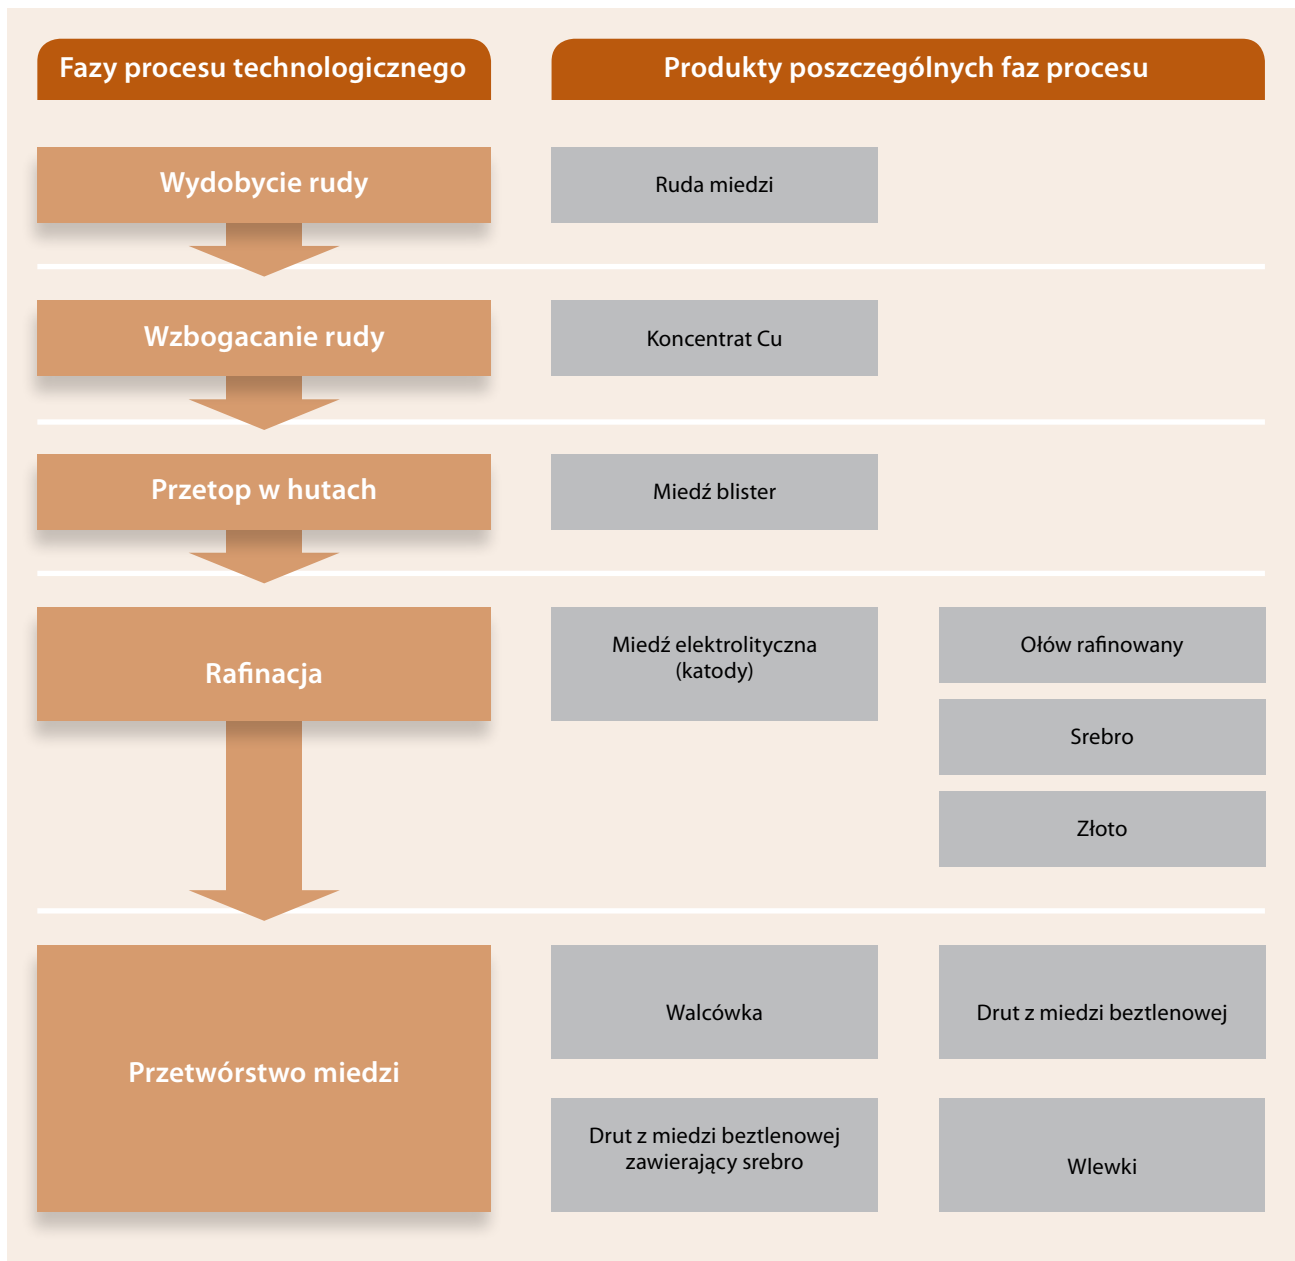 Fazy procesu technologicznego
Produkty poszczególnych faz procesu
Wydobycie rudy
Ruda miedzi
Wzbogacanie rudy
Koncentrat Cu
Przetop w hutach
Miedź blister
Rafinacja
Miedź elektrolityczna
(katody)
Ołów rafinowany
Srebro
Złoto
Przetwórstwo miedzi
Walcówka
Drut z miedzi beztlenowej
Drut z miedzi beztlenowej
zawierający srebro
Wlewki